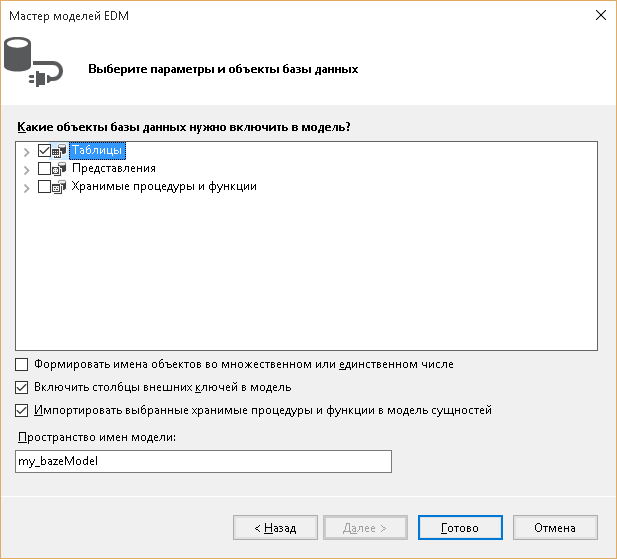 Мастер моделей EDM
Выберите параметры и объекты базы данных
Какие объекты базы данных нужно включить в модель?
Таблицы
Представления
Хранимые процедуры и функции
Формировать имена объектов во множественном или единственном числе
Включить столбцы внешних ключей в модель
Импортировать выбранные хранимые процедуры и функции в модель сущностей
Пространство имен модели:
my_bazeModel
< Назад
Далее >
Готово
Отмена